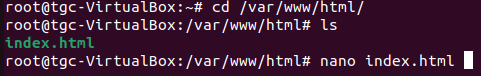 root@tgc-VirtualBox:~# cd /var/www/html/
root@tgc-VirtualBox:/var/www/html# ls
index.html
root@tgc-VirtualBox:/var/www/html# nano index.html